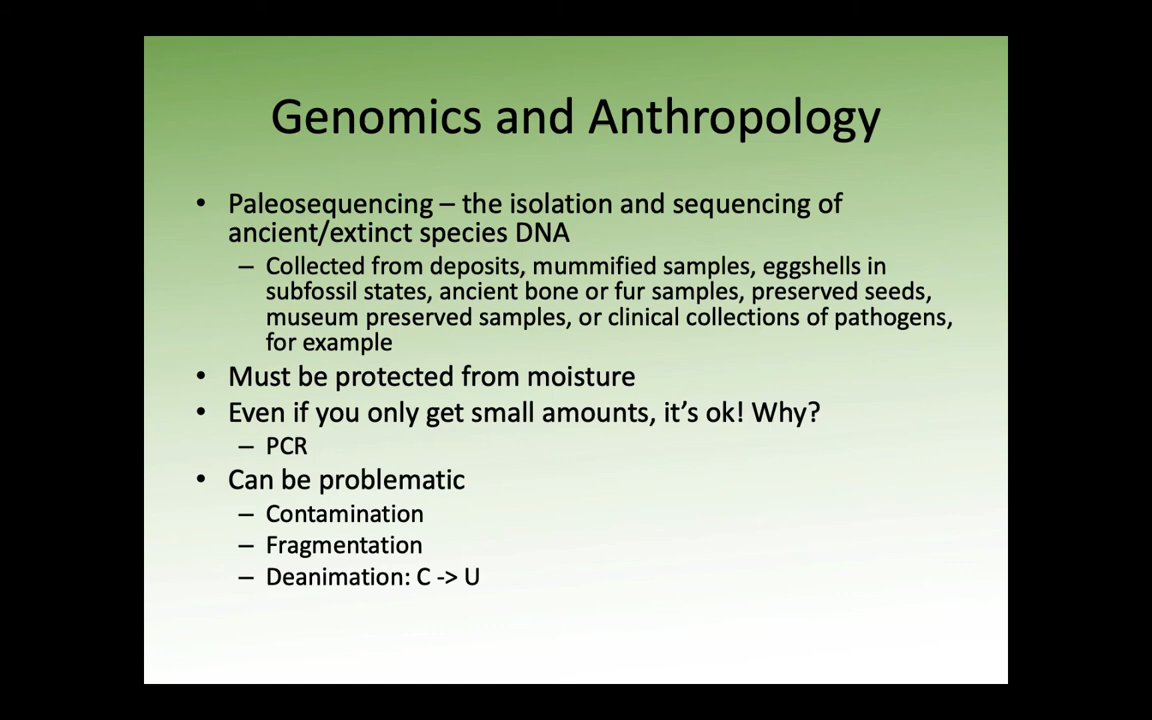 Genomics and Anthropology
• Paleosequencing – the isolation and sequencing of
ancient/extinct species DNA
– Collected from deposits, mummified samples, eggshells in
subfossil states, ancient bone or fur samples, preserved seeds,
museum preserved samples, or clinical collections of pathogens,
for example
• Must be protected from moisture
• Even if you only get small amounts, it’s ok! Why?
– PCR
• Can be problematic
– Contamination
– Fragmentation
– Deanimation: C -> U